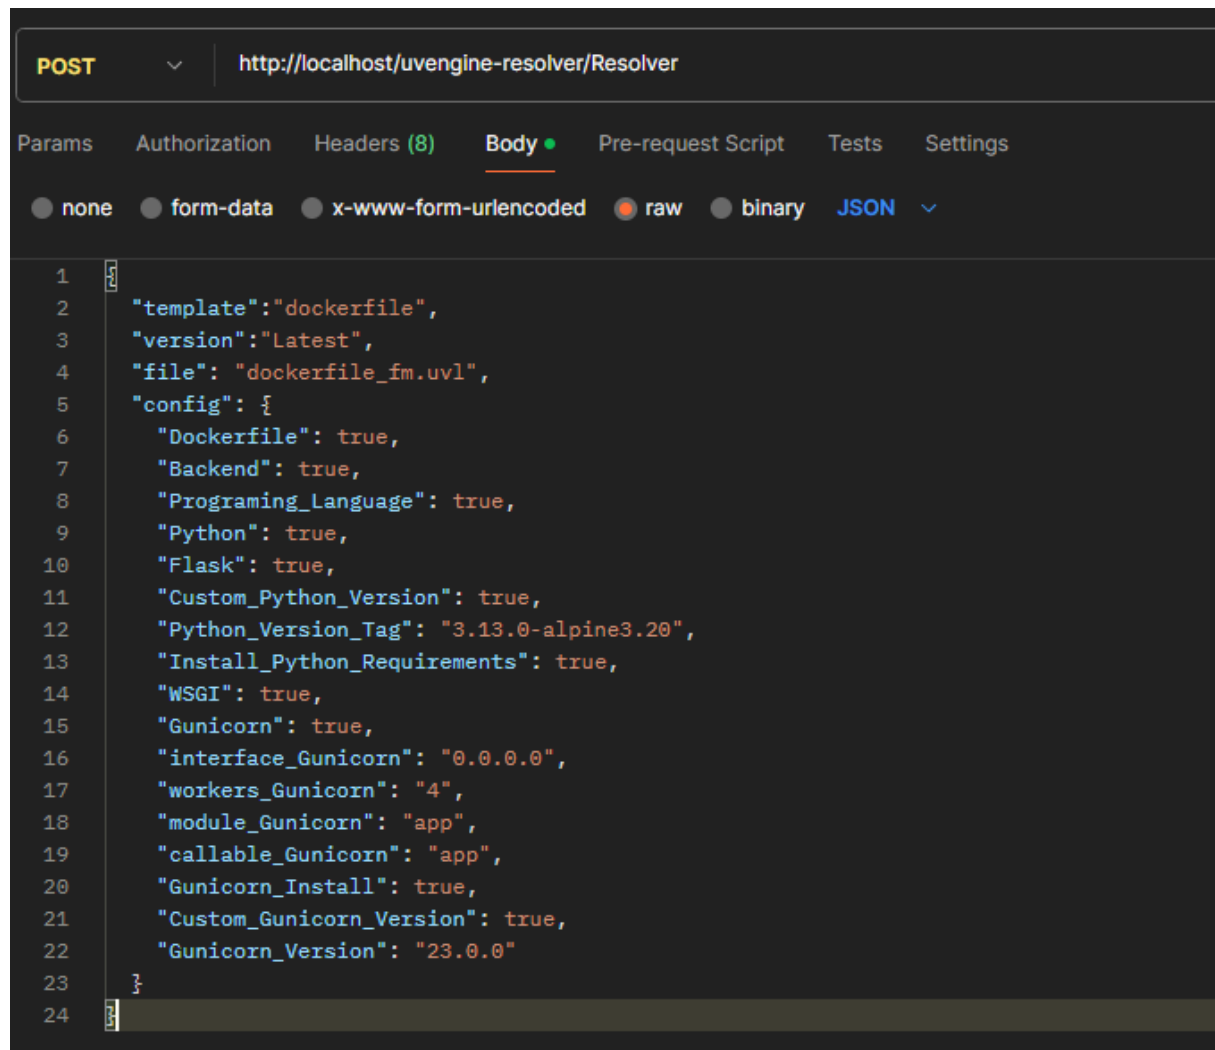 POST http://localhost/uvengine-resolver/Resolver
Params Authorization Headers (8) Body Pre-request Script Tests Settings
none form-data x-www-form-urlencoded raw binary JSON
1 {
2 "template":"dockerfile",
3 "version":"Latest",
4 "file": "dockerfile_fm.uvl",
5 "config": {
6 "Dockerfile": true,
7 "Backend": true,
8 "Programing_Language": true,
9 "Python": true,
10 "Flask": true,
11 "Custom_Python_Version": true,
12 "Python_Version_Tag": "3.13.0-alpine3.20",
13 "Install_Python_Requirements": true,
14 "WSGI": true,
15 "Gunicorn": true,
16 "interface_Gunicorn": "0.0.0.0",
17 "workers_Gunicorn": "4",
18 "module_Gunicorn": "app",
19 "callable_Gunicorn": "app",
20 "Gunicorn_Install": true,
21 "Custom_Gunicorn_Version": true,
22 "Gunicorn_Version": "23.0.0"
23 }
24 }